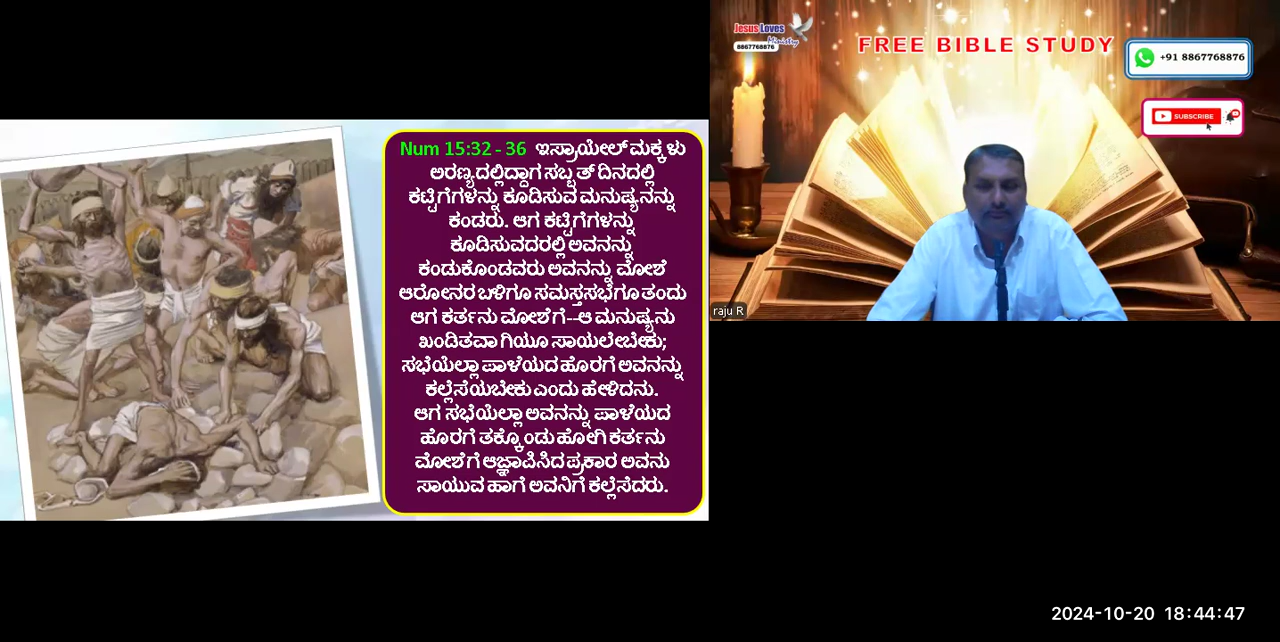 Num 15:32 - 36 ಇಸ್ರಾಯೇಲ್ ಮಕ್ಕಳು
ಅರಣ್ಯದಲ್ಲಿದ್ದಾಗ ಸಬ್ಬತ್ ದಿನದಲ್ಲಿ
ಕಟ್ಟಿಗೆಗಳನ್ನು ಕೂಡಿಸುವ ಮನುಷ್ಯನನ್ನು
ಕಂಡರು. ಆಗ ಕಟ್ಟಿಗೆಗಳನ್ನು
ಕೂಡಿಸುವದರಲ್ಲಿ ಅವನನ್ನು
ಕಂಡುಕೊಂಡವರು ಅವನನ್ನು ಮೋಶೆ
ಆರೋನರ ಬಳಿಗೂ ಸಮಸ್ತಸಭೆಗೂ ತಂದು
ಆಗ ಕರ್ತನು ಮೋಶೆಗೆ--ಆ ಮನುಷ್ಯನು
ಖಂಡಿತವಾಗಿಯೂ ಸಾಯಲೇಬೇಕು;
ಸಭೆಯೆಲ್ಲಾ ಪಾಳೆಯದ ಹೊರಗೆ ಅವನನ್ನು
ಕಲ್ಲೆಸೆಯಬೇಕು ಎಂದು ಹೇಳಿದನು.
ಆಗ ಸಭೆಯೆಲ್ಲಾ ಅವನನ್ನು ಪಾಳೆಯದ
ಹೊರಗೆ ತಕ್ಕೊಂಡು ಹೋಗಿ ಕರ್ತನು
ಮೋಶೆಗೆ ಆಜ್ಞಾಪಿಸಿದ ಪ್ರಕಾರ ಅವನು
ಸಾಯುವ ಹಾಗೆ ಅವನಿಗೆ ಕಲ್ಲೆಸೆದರು.
Jesus Loves
Ministry
8867768876
FREE BIBLE STUDY
+91 8867768876
SUBSCRIBE
raju R
2024-10-20 18:44:47